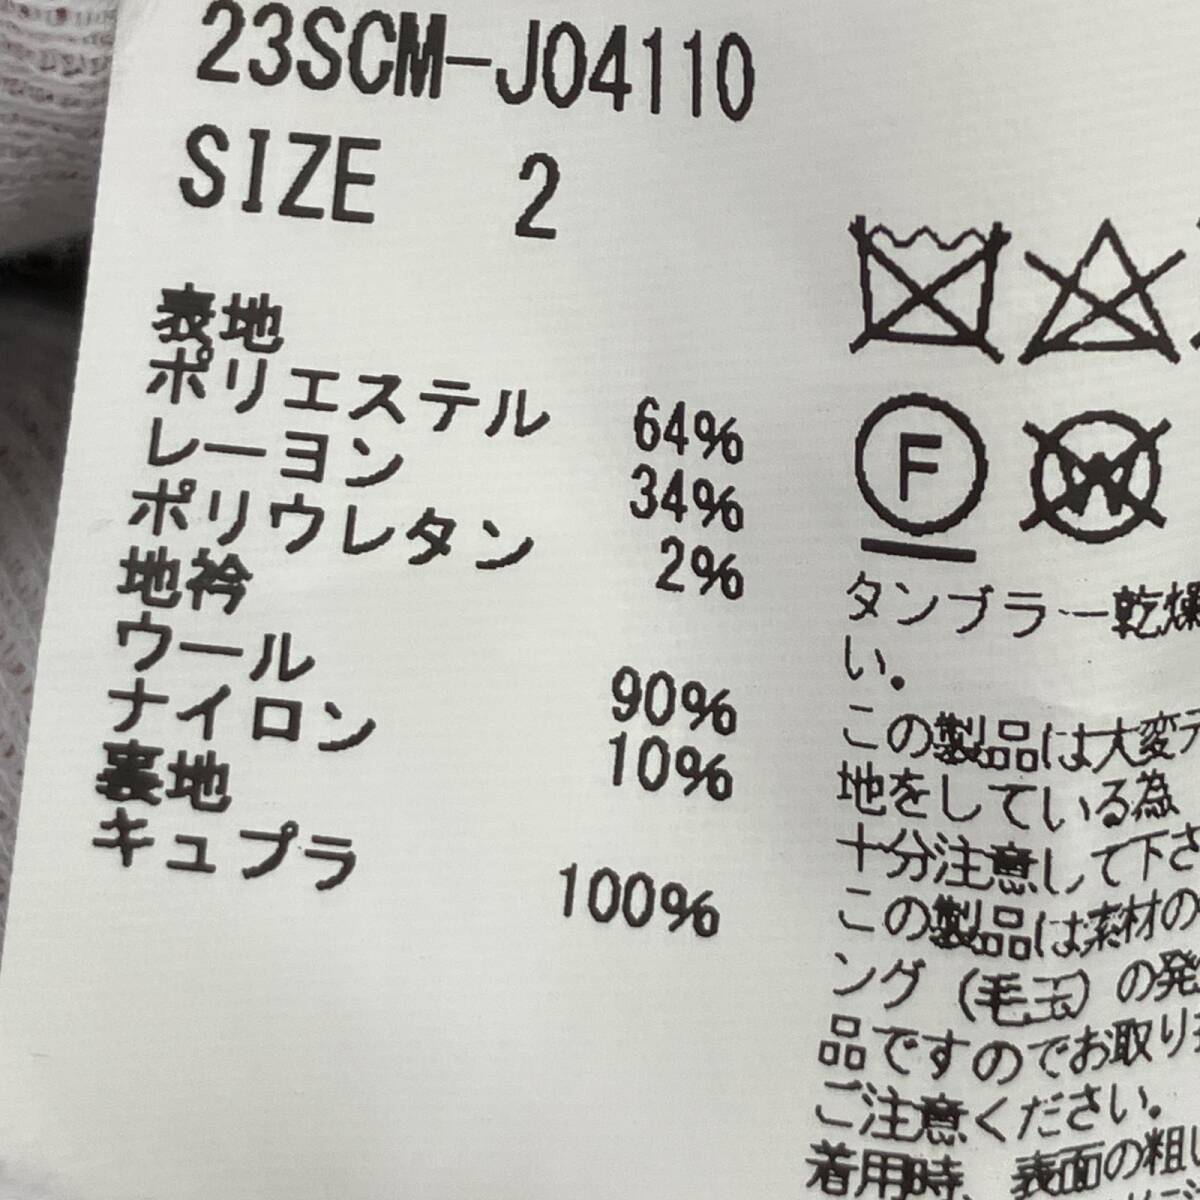 23SCM-J04110
SIZE 2
表地
ポリエステル 64%
レーヨン 34%
ポリウレタン 2%
地衿
ウール 90%
ナイロン 10%
裏地
キュプラ 100%
F
W
タンブラー乾燥
い。
この製品は大変デ
地をしている為
十分注意して下さ
この製品は素材の
ング（毛玉）の発
品ですのでお取り扱
ご注意ください。
着用時、表面の粗い